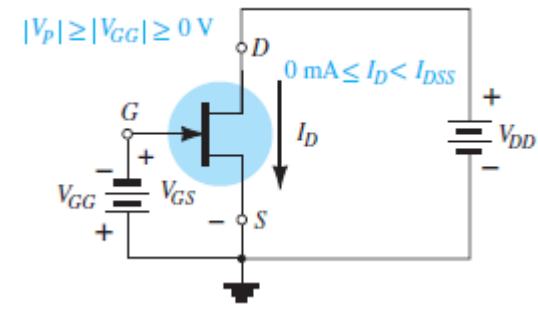 |V_P| ≥ |V_GG| ≥ 0 V
D
0 mA ≤ I_D < I_DSS
G
I_D
+
V_DD
−
−
+
V_GG
V_GS
+
−
S